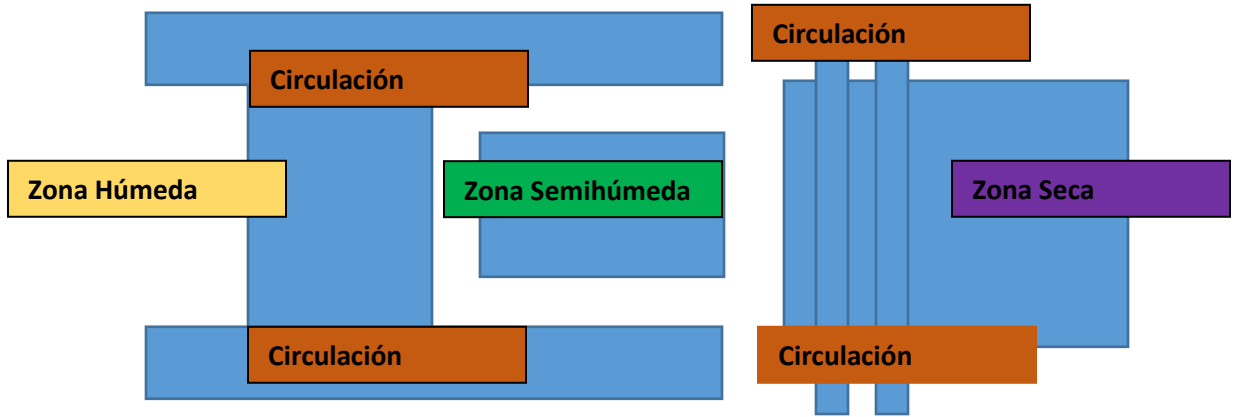 Circulación
Circulación
Zona Húmeda
Zona Semihúmeda
Zona Seca
Circulación
Circulación